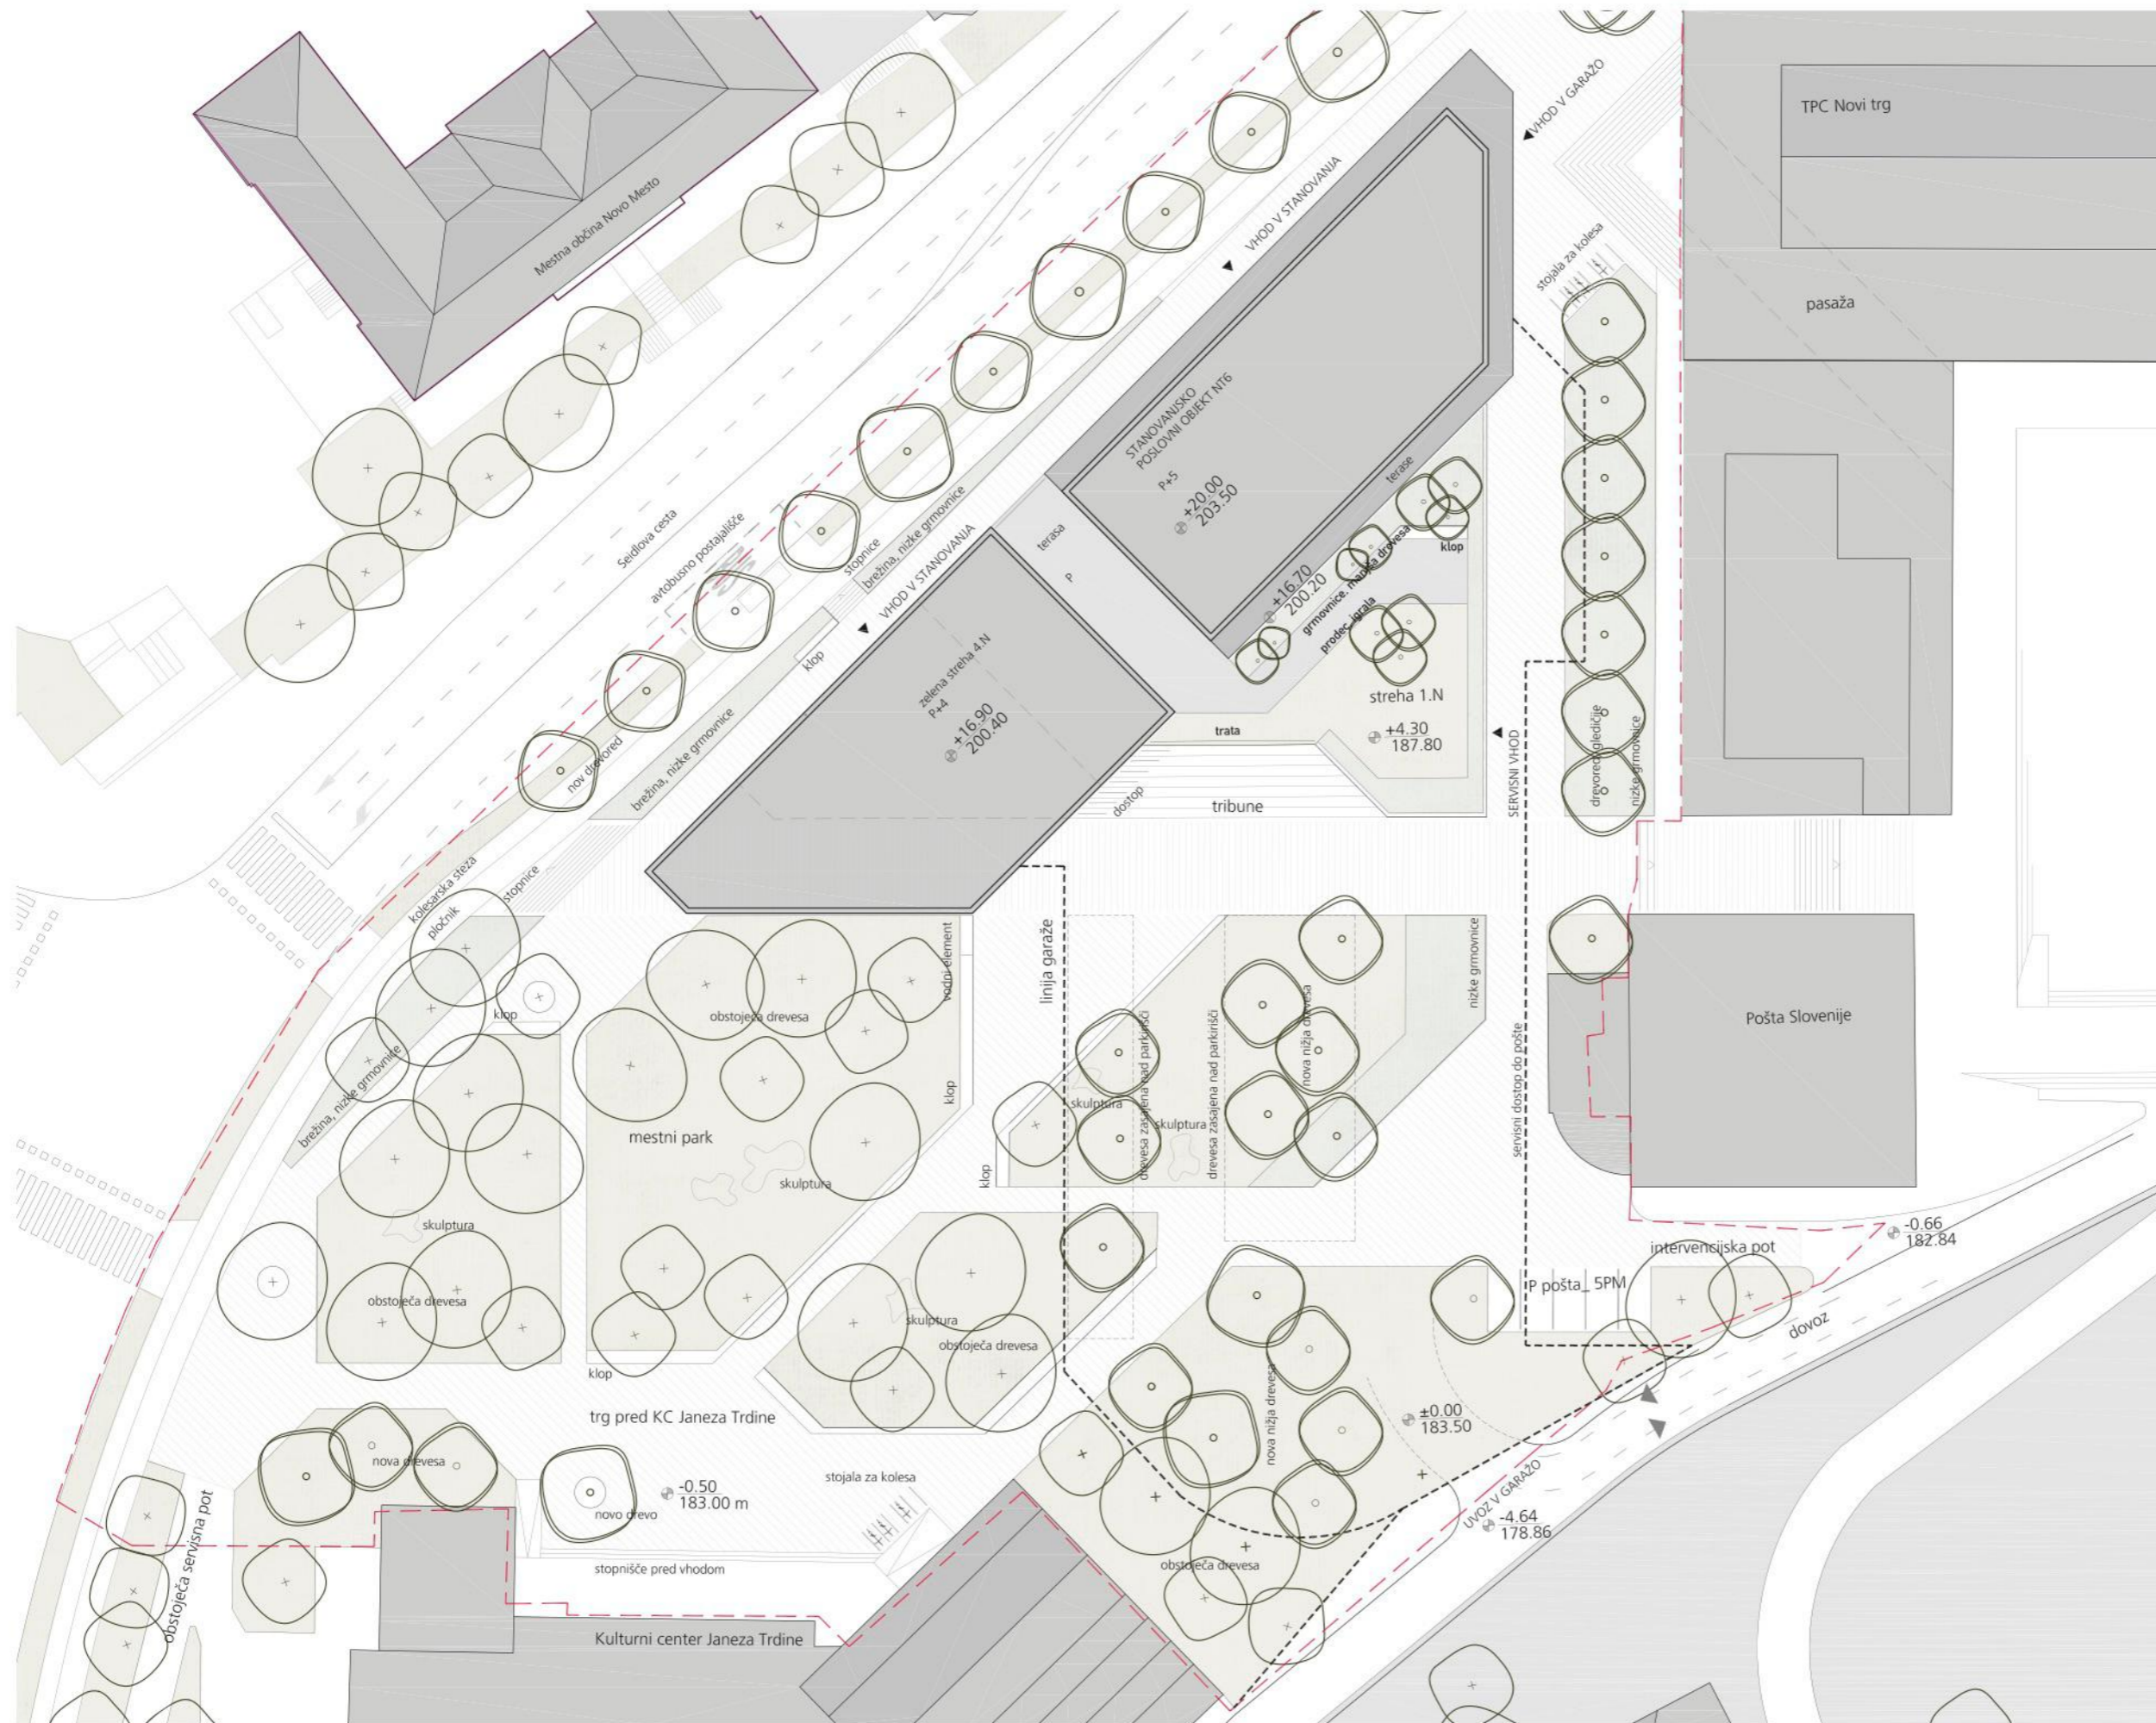 VHOD V GARAŽO
TPC Novi trg
Mestna občina Novo Mesto
VHOD V STANOVANJA
stojala za kolesa
pasaža
STANOVANJSKO
POSLOVNI OBJEKT NT6
P+5
+20.00
203.50
terase
klop
Seidlova cesta
avtobusno postajališče
stopnice
brežina, nizke grmovnice
VHOD V STANOVANJA
terasa
P
+16.70
200.20
grmovnice, manjša drevesa
prodec, igrala
klop
zelena streha 4.N
P+4
+16.90
200.40
streha 1.N
+4.30
187.80
trata
nov drevored
brežina, nizke grmovnice
dostop
tribune
SERVISNI VHOD
drevored gledičije
nizke grmovnice
kolesarska steza
pločnik
stopnice
klop
brežina, nizke grmovnice
obstoječa drevesa
vodni element
klop
linija garaže
drevesa zasajena nad parkirišči
drevesa zasajena nad parkirišči
nova nižja drevesa
nizke grmovnice
servisni dostop do pošte
Pošta Slovenije
mestni park
skulptura
skulptura
skulptura
klop
skulptura
obstoječa drevesa
skulptura
obstoječa drevesa
klop
-0.66
182.84
intervencijska pot
P pošta_ 5PM
dovoz
trg pred KC Janeza Trdine
nova nižja drevesa
±0.00
183.50
nova drevesa
novo drevo
-0.50
183.00 m
stojala za kolesa
UVOZ V GARAŽO
-4.64
178.86
obstoječa servisna pot
stopnišče pred vhodom
obstoječa drevesa
Kulturni center Janeza Trdine